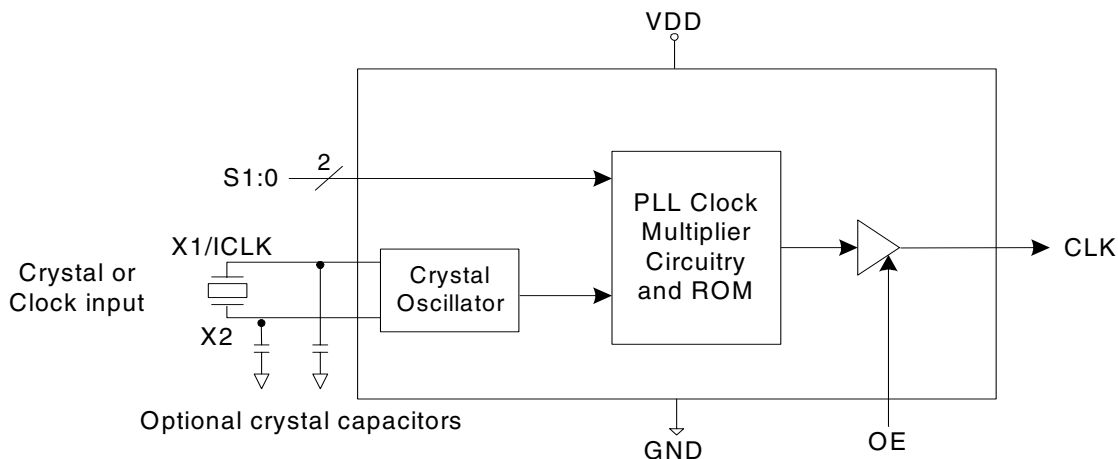 VDD
2
S1:0
PLL Clock
Multiplier
Circuitry
and ROM
X1/ICLK
CLK
Crystal or
Clock input
Crystal
Oscillator
X2
Optional crystal capacitors
GND
OE